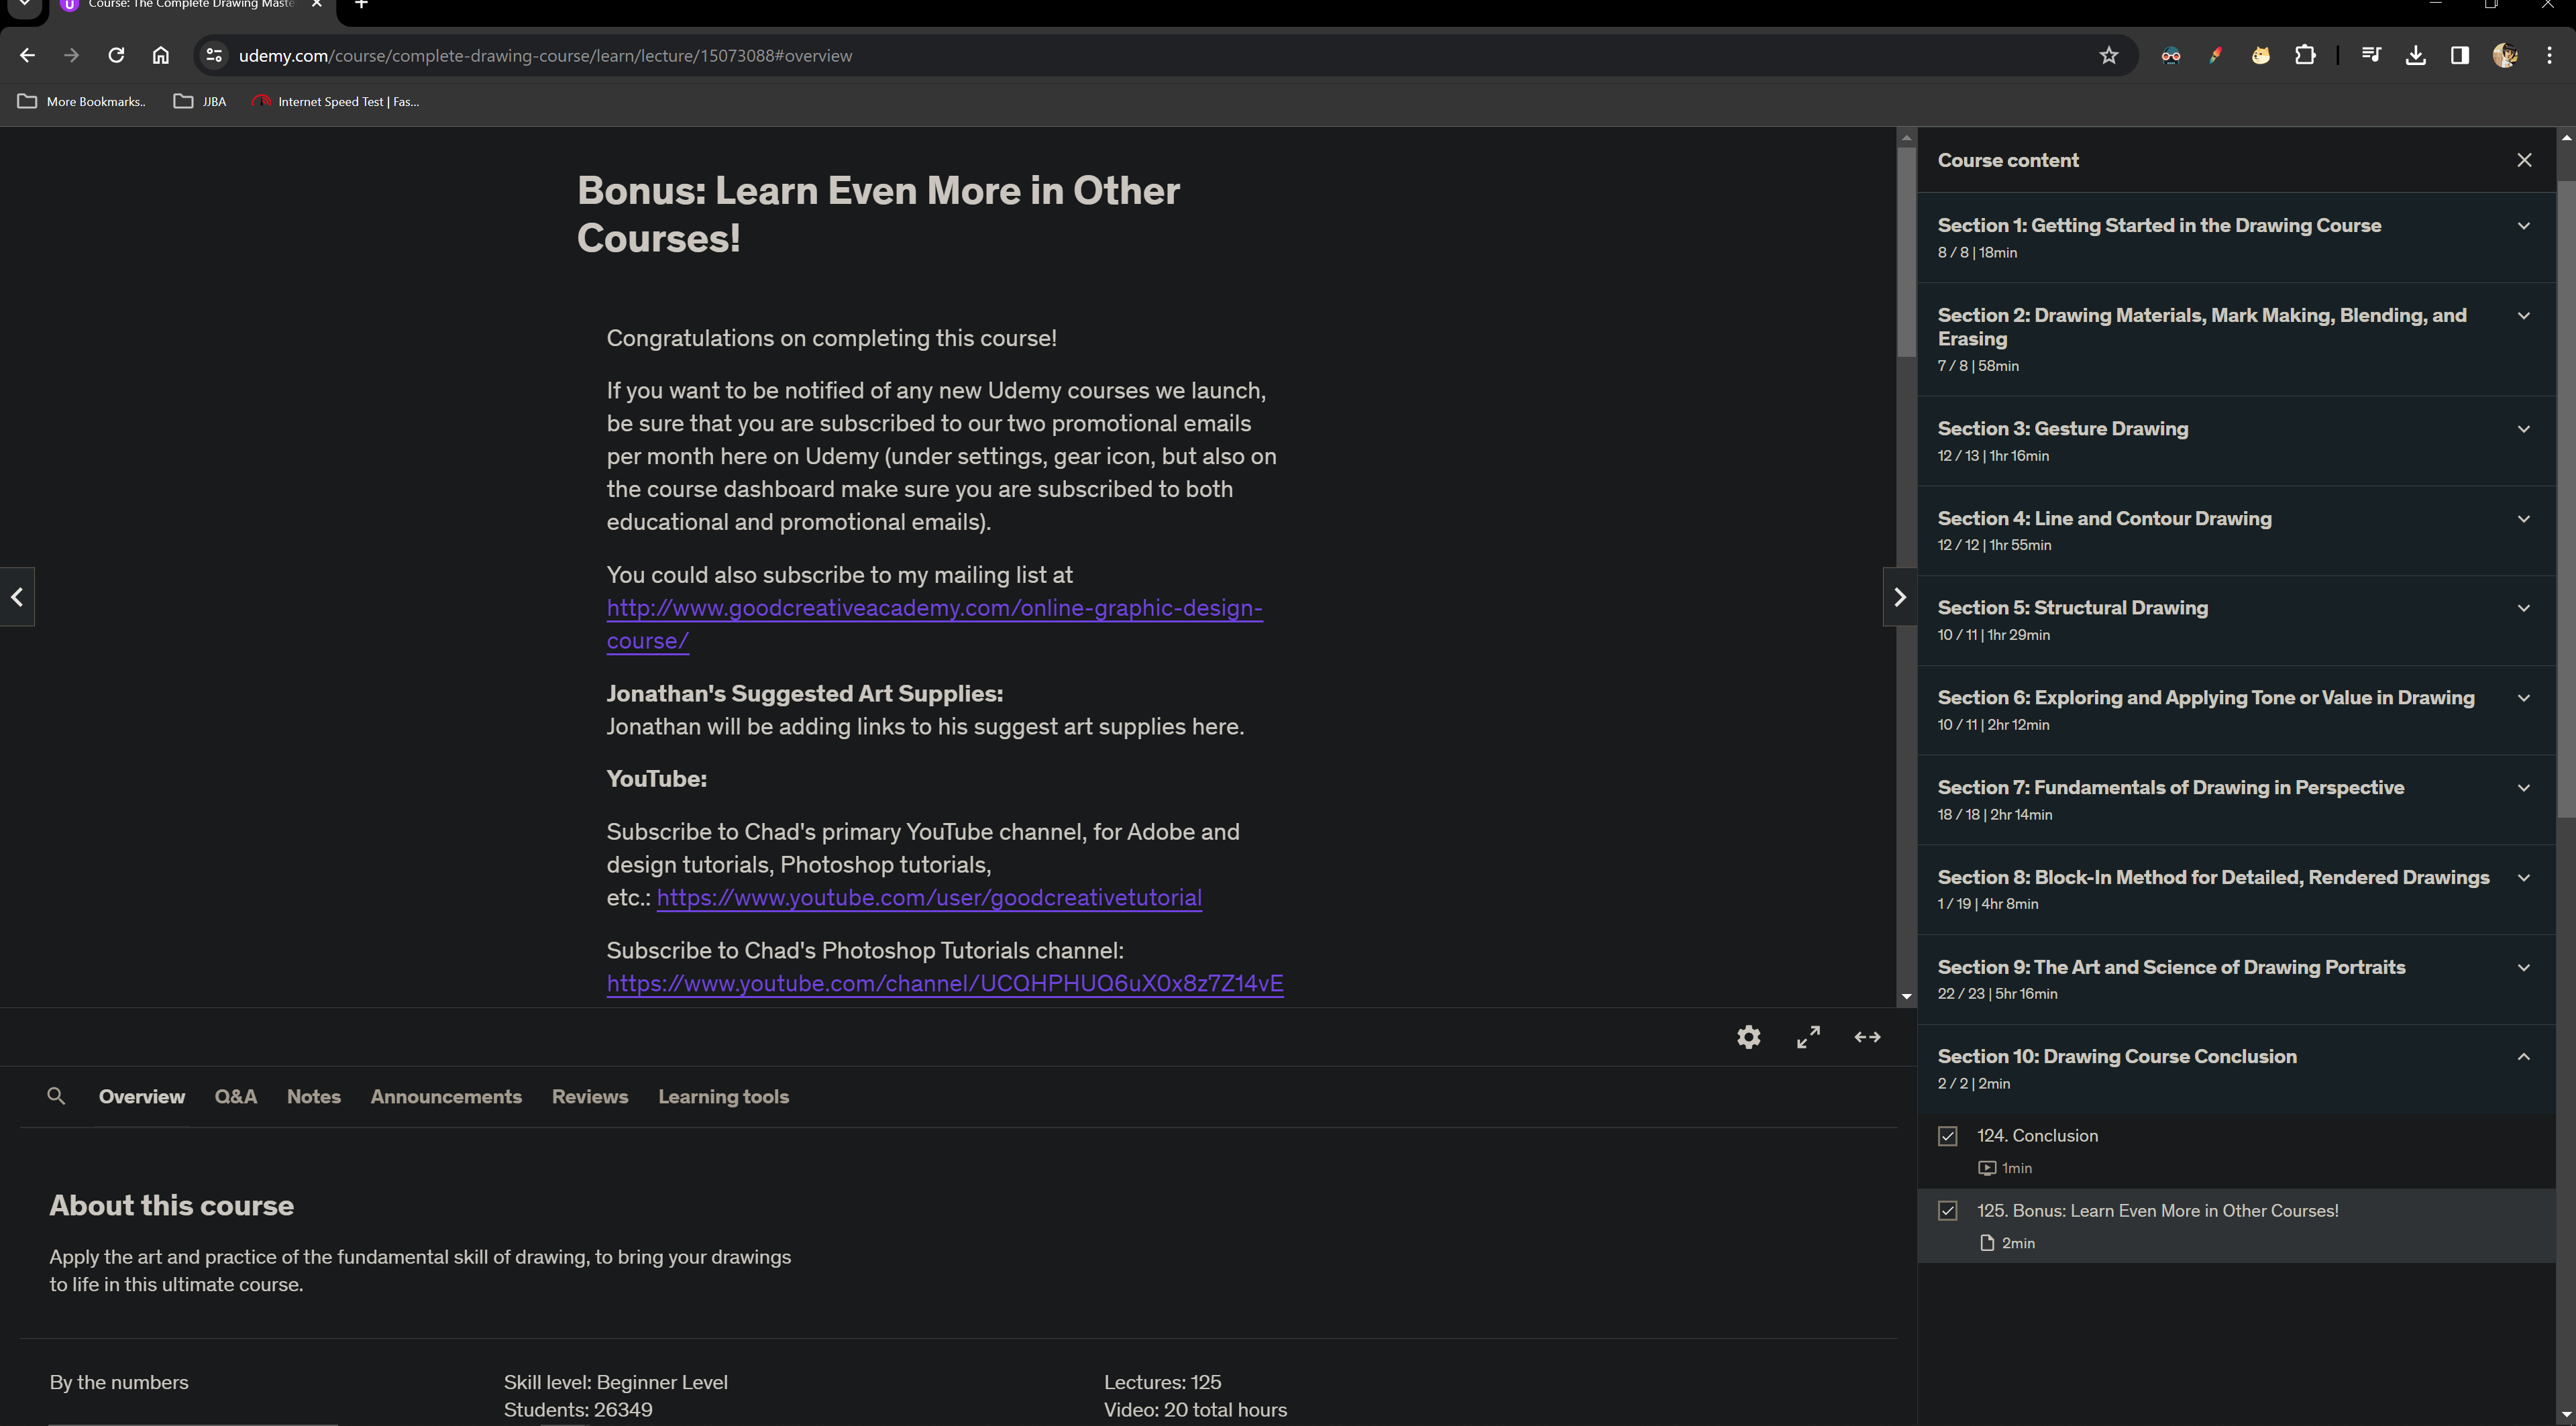 Course: The Complete Drawing Maste
udemy.com/course/complete-drawing-course/learn/lecture/15073088#overview
More Bookmarks..
JJBA
Internet Speed Test | Fas...
Bonus: Learn Even More in Other
Courses!
Congratulations on completing this course!
If you want to be notified of any new Udemy courses we launch,
be sure that you are subscribed to our two promotional emails
per month here on Udemy (under settings, gear icon, but also on
the course dashboard make sure you are subscribed to both
educational and promotional emails).
You could also subscribe to my mailing list at
http://www.goodcreativeacademy.com/online-graphic-design-
course/
Jonathan's Suggested Art Supplies:
Jonathan will be adding links to his suggest art supplies here.
YouTube:
Subscribe to Chad's primary YouTube channel, for Adobe and
design tutorials, Photoshop tutorials,
etc.: https://www.youtube.com/user/goodcreativetutorial
Subscribe to Chad's Photoshop Tutorials channel:
https://www.youtube.com/channel/UCQHPHUQ6uX0x8z7Z14vE
Overview
Q&A
Notes
Announcements
Reviews
Learning tools
About this course
Apply the art and practice of the fundamental skill of drawing, to bring your drawings
to life in this ultimate course.
By the numbers
Skill level: Beginner Level
Students: 26349
Lectures: 125
Video: 20 total hours
Course content
Section 1: Getting Started in the Drawing Course
8 / 8 | 18min
Section 2: Drawing Materials, Mark Making, Blending, and
Erasing
7 / 8 | 58min
Section 3: Gesture Drawing
12 / 13 | 1hr 16min
Section 4: Line and Contour Drawing
12 / 12 | 1hr 55min
Section 5: Structural Drawing
10 / 11 | 1hr 29min
Section 6: Exploring and Applying Tone or Value in Drawing
10 / 11 | 2hr 12min
Section 7: Fundamentals of Drawing in Perspective
18 / 18 | 2hr 14min
Section 8: Block-In Method for Detailed, Rendered Drawings
1 / 19 | 4hr 8min
Section 9: The Art and Science of Drawing Portraits
22 / 23 | 5hr 16min
Section 10: Drawing Course Conclusion
2 / 2 | 2min
124. Conclusion
1min
125. Bonus: Learn Even More in Other Courses!
2min